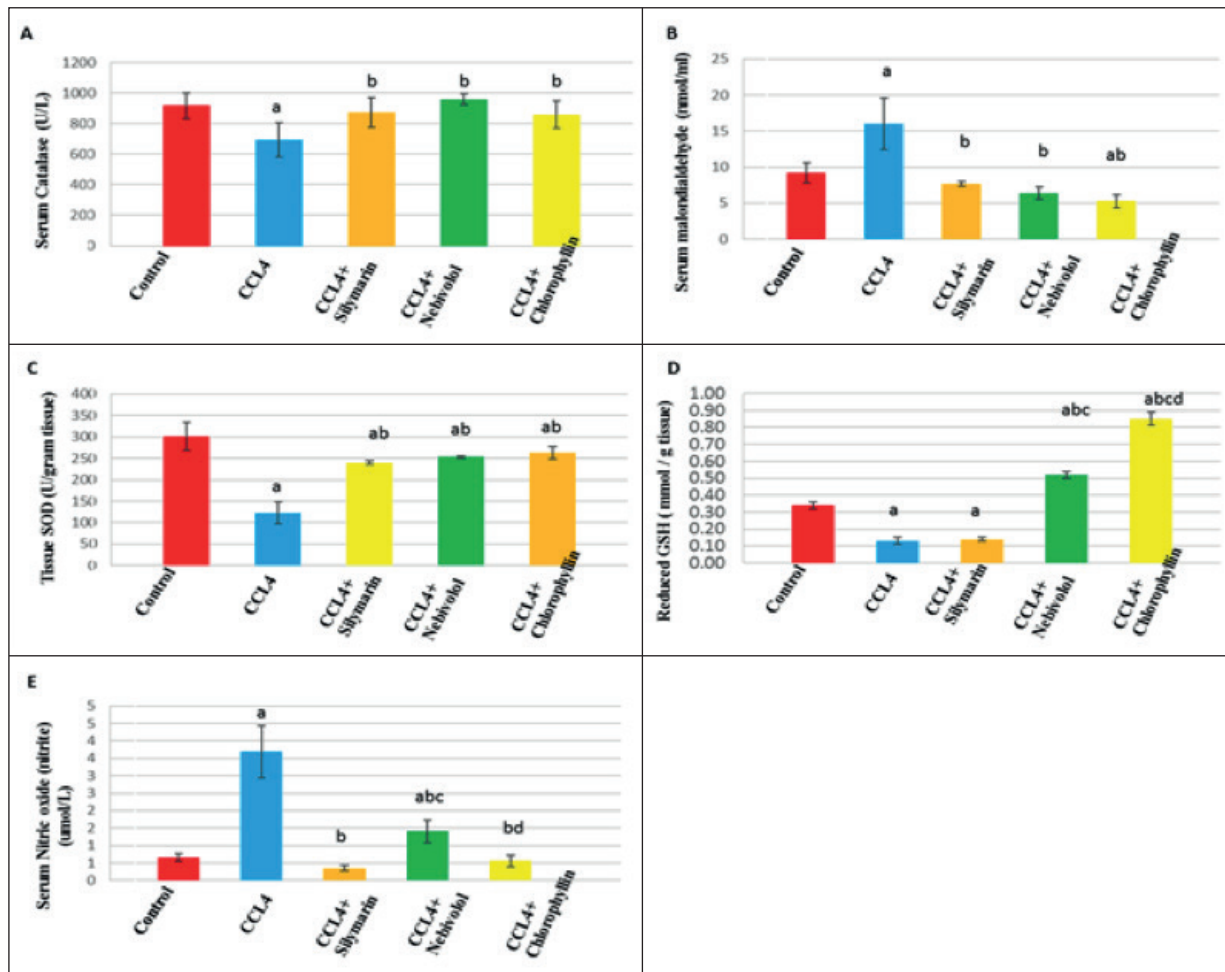 A
Serum Catalase (U/L)
1200
1000
800
600
400
200
0
a
b
b
b
Control
CCL4
CCL4+
Silymarin
CCL4+
Nebivolol
CCL4+
Chlorophyllin
B
Serum malondialdehyde (nmol/ml)
25
20
15
10
5
0
a
b
b
ab
Control
CCL4
CCL4+
Silymarin
CCL4+
Nebivolol
CCL4+
Chlorophyllin
C
Tissue SOD (U/gram tissue)
400
350
300
250
200
150
100
50
0
a
ab
ab
ab
Control
CCL4
CCL4+
Silymarin
CCL4+
Nebivolol
CCL4+
Chlorophyllin
D
Reduced GSH ( mmol / g tissue)
1.00
0.90
0.80
0.70
0.60
0.50
0.40
0.30
0.20
0.10
0.00
a
a
abc
abcd
Control
CCL4
CCL4+
Silymarin
CCL4+
Nebivolol
CCL4+
Chlorophyllin
E
Serum Nitric oxide (nitrite)
(umol/L)
5
5
4
4
3
3
2
2
1
1
0
a
b
abc
bd
Control
CCL4
CCL4+
Silymarin
CCL4+
Nebivolol
CCL4+
Chlorophyllin